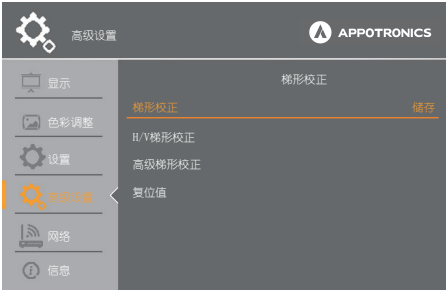 高级设置
APPOTRONICS
显示
色彩调整
设置
高级设置
网络
信息
梯形校正
梯形校正 储存
H/V梯形校正
高级梯形校正
复位值